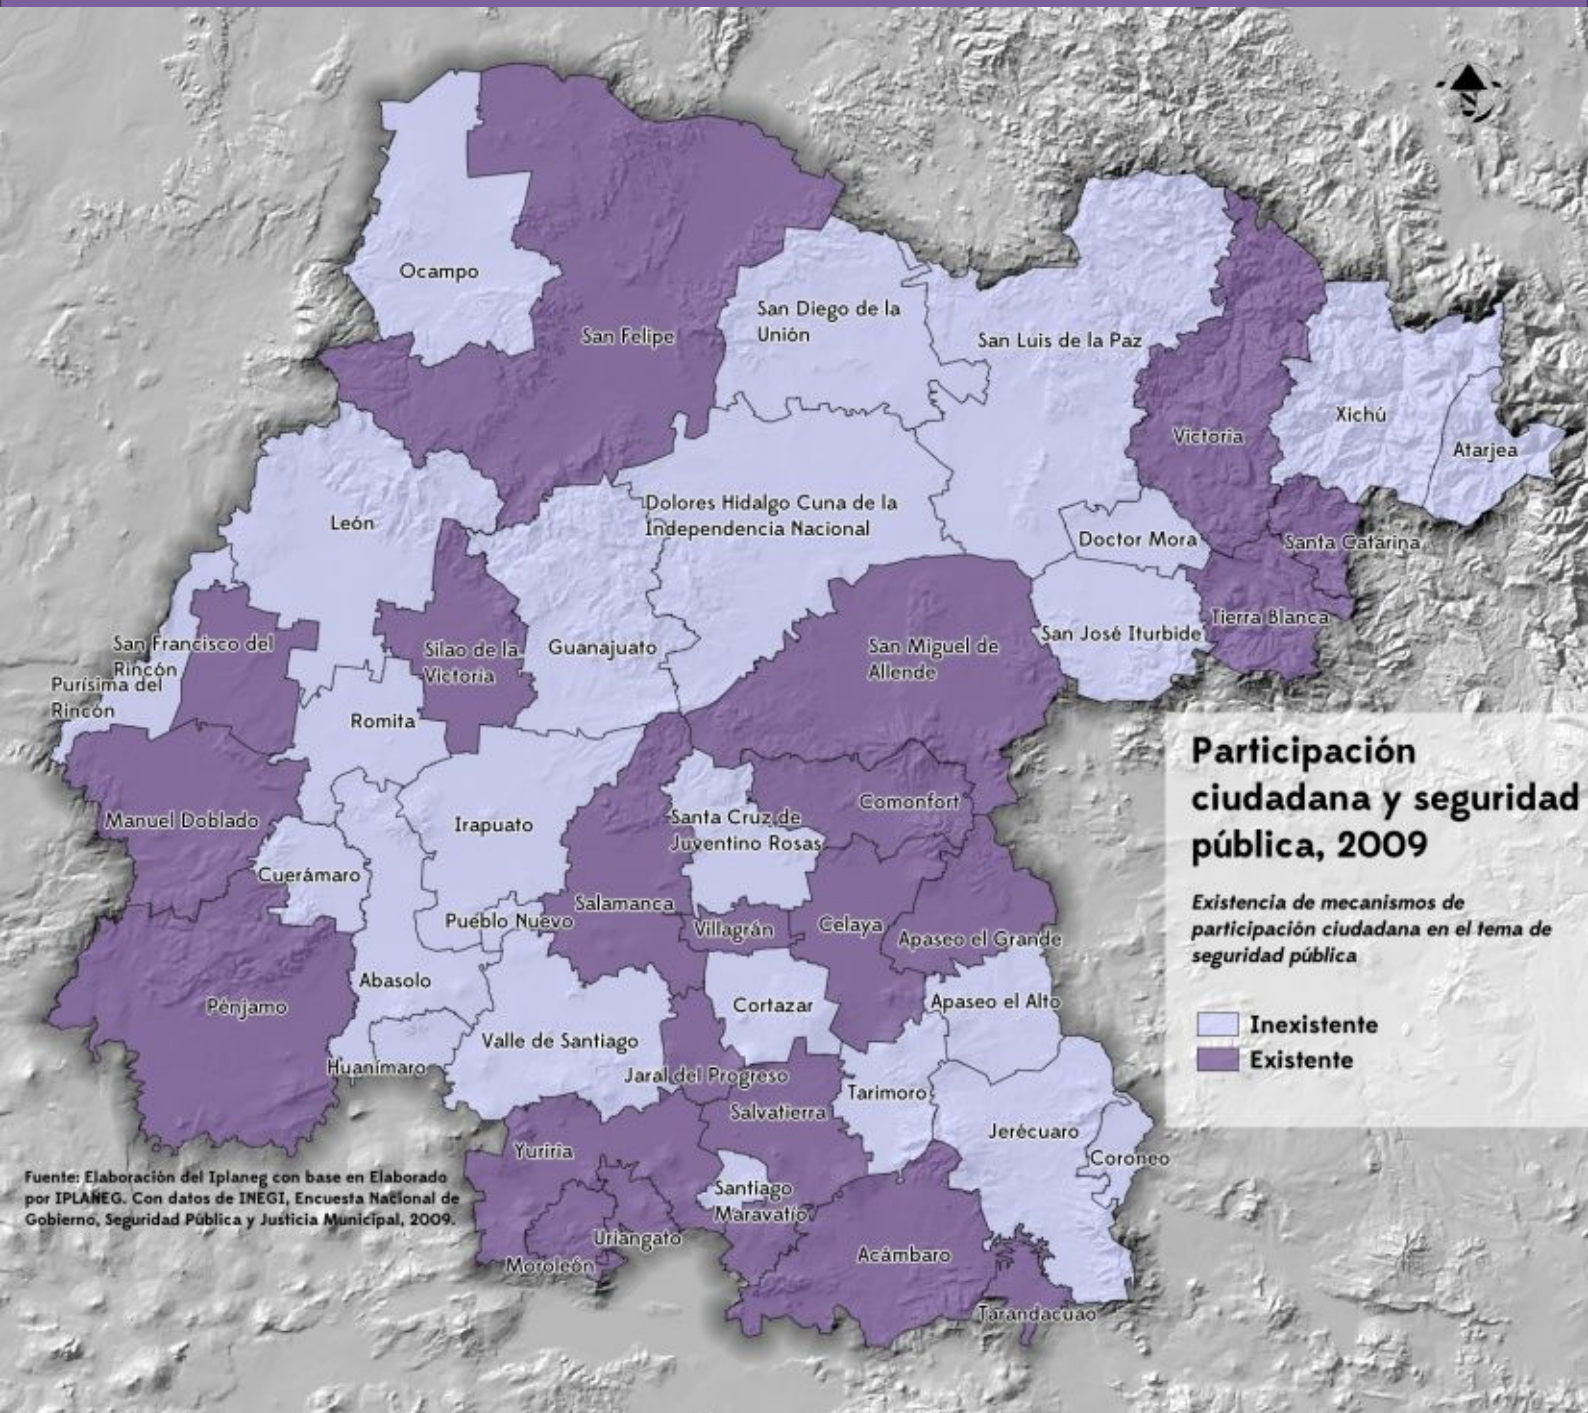 Ocampo
San Felipe
San Diego de la
Unión
San Luis de la Paz
Xichú
Victoria
Atarjea
León
Dolores Hidalgo Cuna de la
Independencia Nacional
Doctor Mora
Santa Catarina
Tierra Blanca
San José Iturbide
San Francisco del
Rincón
Purísima del
Rincón
Silao de la
Victoria
Guanajuato
San Miguel de
Allende
Romita
Manuel Doblado
Irapuato
Comonfort
Santa Cruz de
Juventino Rosas
Cuerámaro
Salamanca
Pueblo Nuevo
Villagrán
Celaya
Apaseo el Grande
Abasolo
Pénjamo
Cortazar
Apaseo el Alto
Valle de Santiago
Huanímaro
Jaral del Progreso
Tarimoro
Salvatierra
Jerécuaro
Coroneo
Yuriria
Santiago
Maravatío
Uriangato
Moroleón
Acámbaro
Tarandacuao
Participación
ciudadana y seguridad
pública, 2009
Existencia de mecanismos de
participación ciudadana en el tema de
seguridad pública
Inexistente
Existente
Fuente: Elaboración del Iplaneg con base en Elaborado
por IPLANEG. Con datos de INEGI, Encuesta Nacional de
Gobierno, Seguridad Pública y Justicia Municipal, 2009.